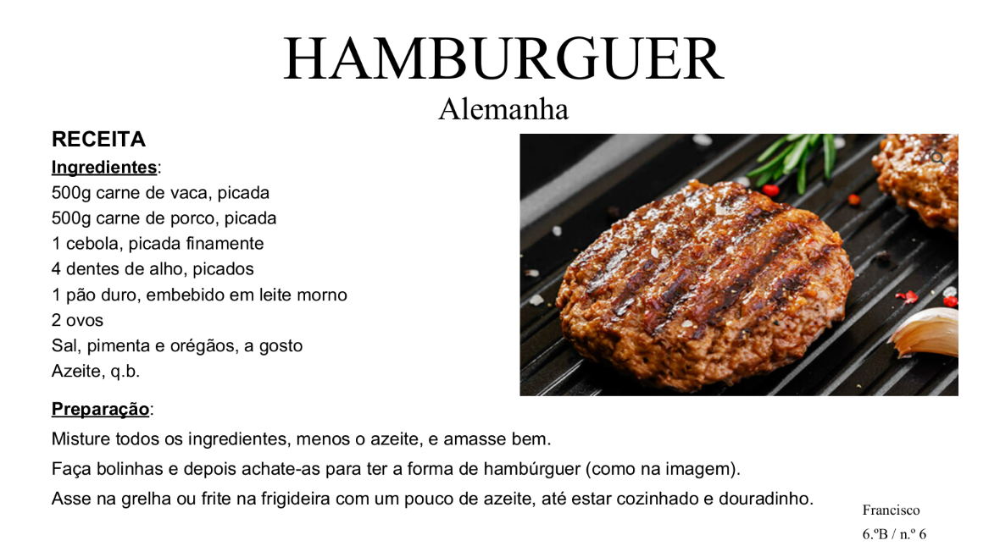 HAMBURGUER
Alemanha
RECEITA
Ingredientes:
500g carne de vaca, picada
500g carne de porco, picada
1 cebola, picada finamente
4 dentes de alho, picados
1 pão duro, embebido em leite morno
2 ovos
Sal, pimenta e orégãos, a gosto
Azeite, q.b.
Preparação:
Misture todos os ingredientes, menos o azeite, e amasse bem.
Faça bolinhas e depois achate-as para ter a forma de hambúrguer (como na imagem).
Asse na grelha ou frite na frigideira com um pouco de azeite, até estar cozinhado e douradinho.
Francisco
6.ºB / n.º 6